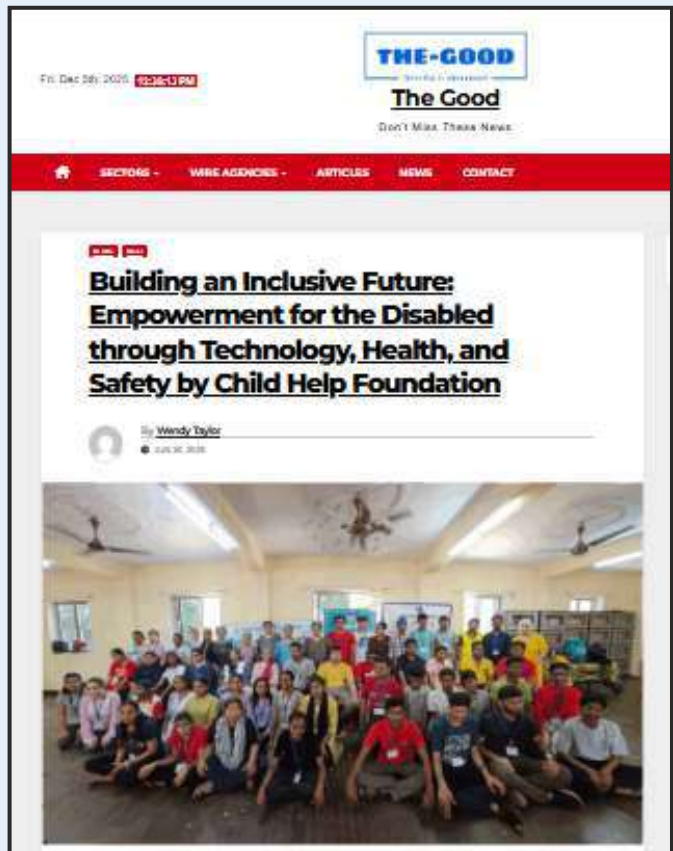 THE-GOOD
Fri. Dec 5th, 2025
The Good
Don't Miss These News
SECTORS
WIRE AGENCIES
ARTICLES
NEWS
CONTACT
Building an Inclusive Future:
Empowerment for the Disabled
through Technology, Health, and
Safety by Child Help Foundation
By Wendy Taylor